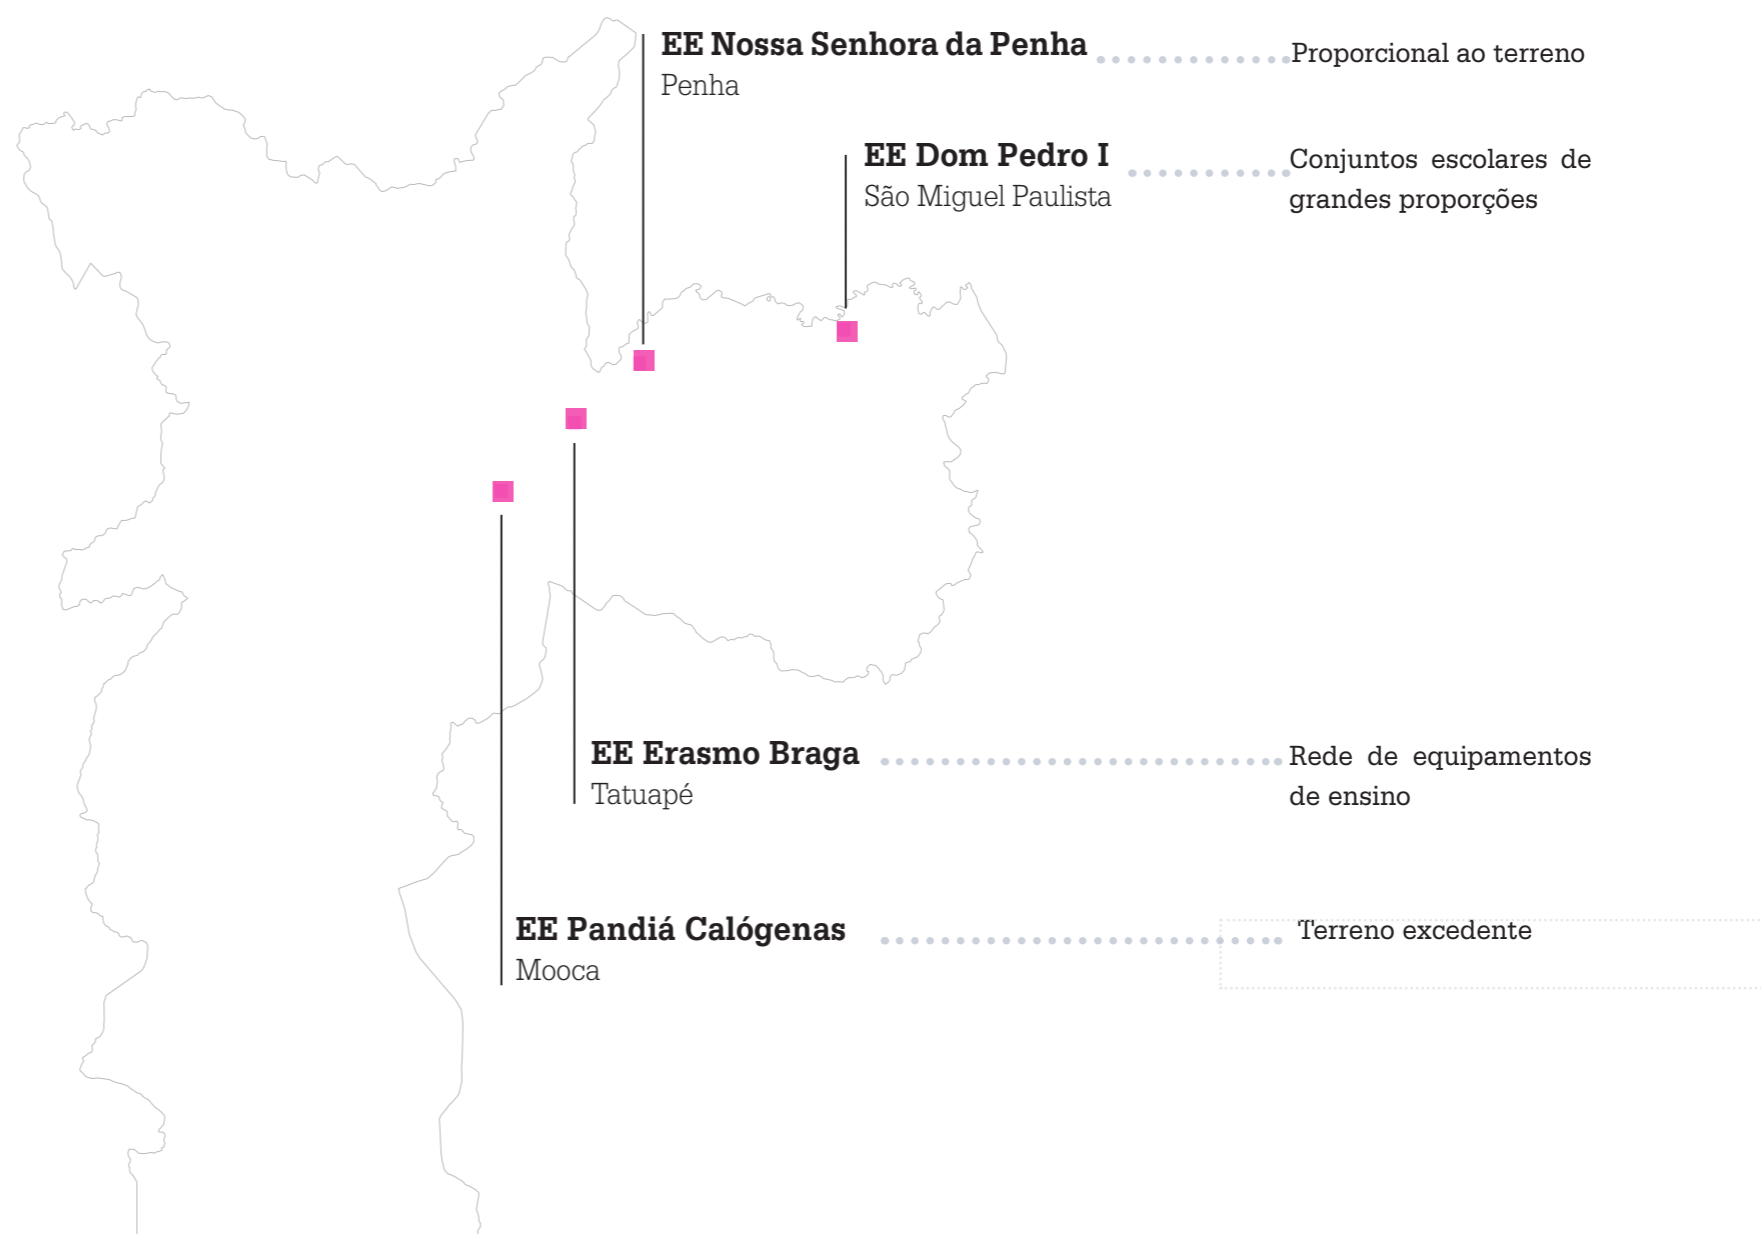 EE Nossa Senhora da Penha
Penha
Proporcional ao terreno
EE Dom Pedro I
São Miguel Paulista
Conjuntos escolares de
grandes proporções
EE Erasmo Braga
Tatuapé
Rede de equipamentos
de ensino
EE Pandiá Calógenas
Mooca
Terreno excedente